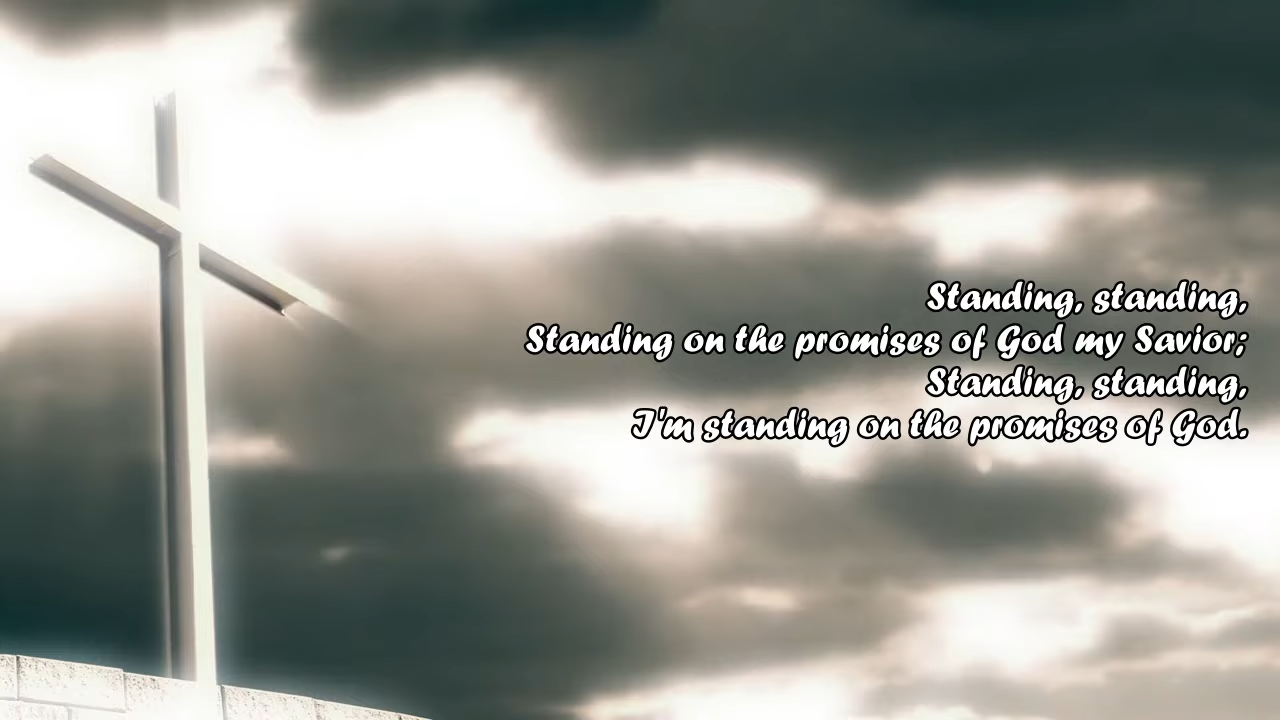 Standing, standing,
Standing on the promises of God my Savior;
Standing, standing,
I'm standing on the promises of God.